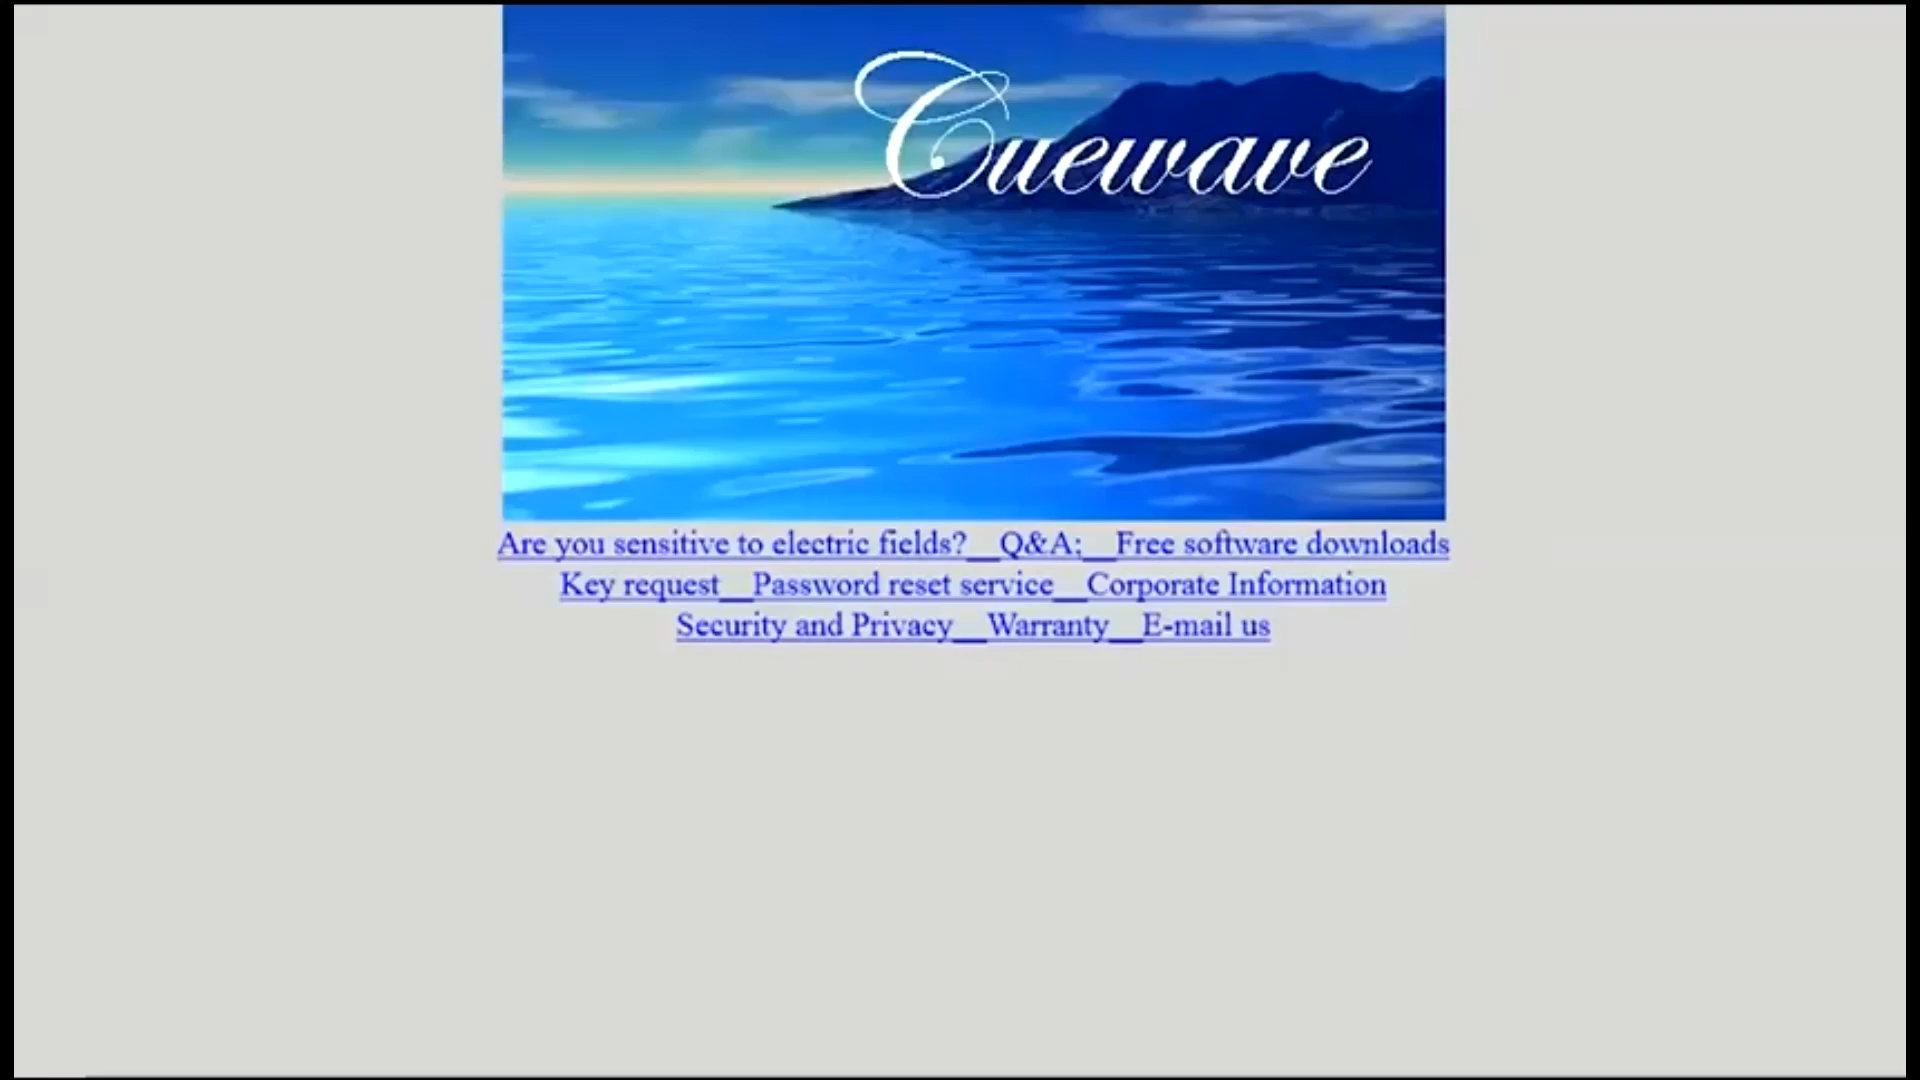 Cuewave
Are you sensitive to electric fields?__Q&A;__Free software downloads
Key request__Password reset service__Corporate Information
Security and Privacy__Warranty__E-mail us